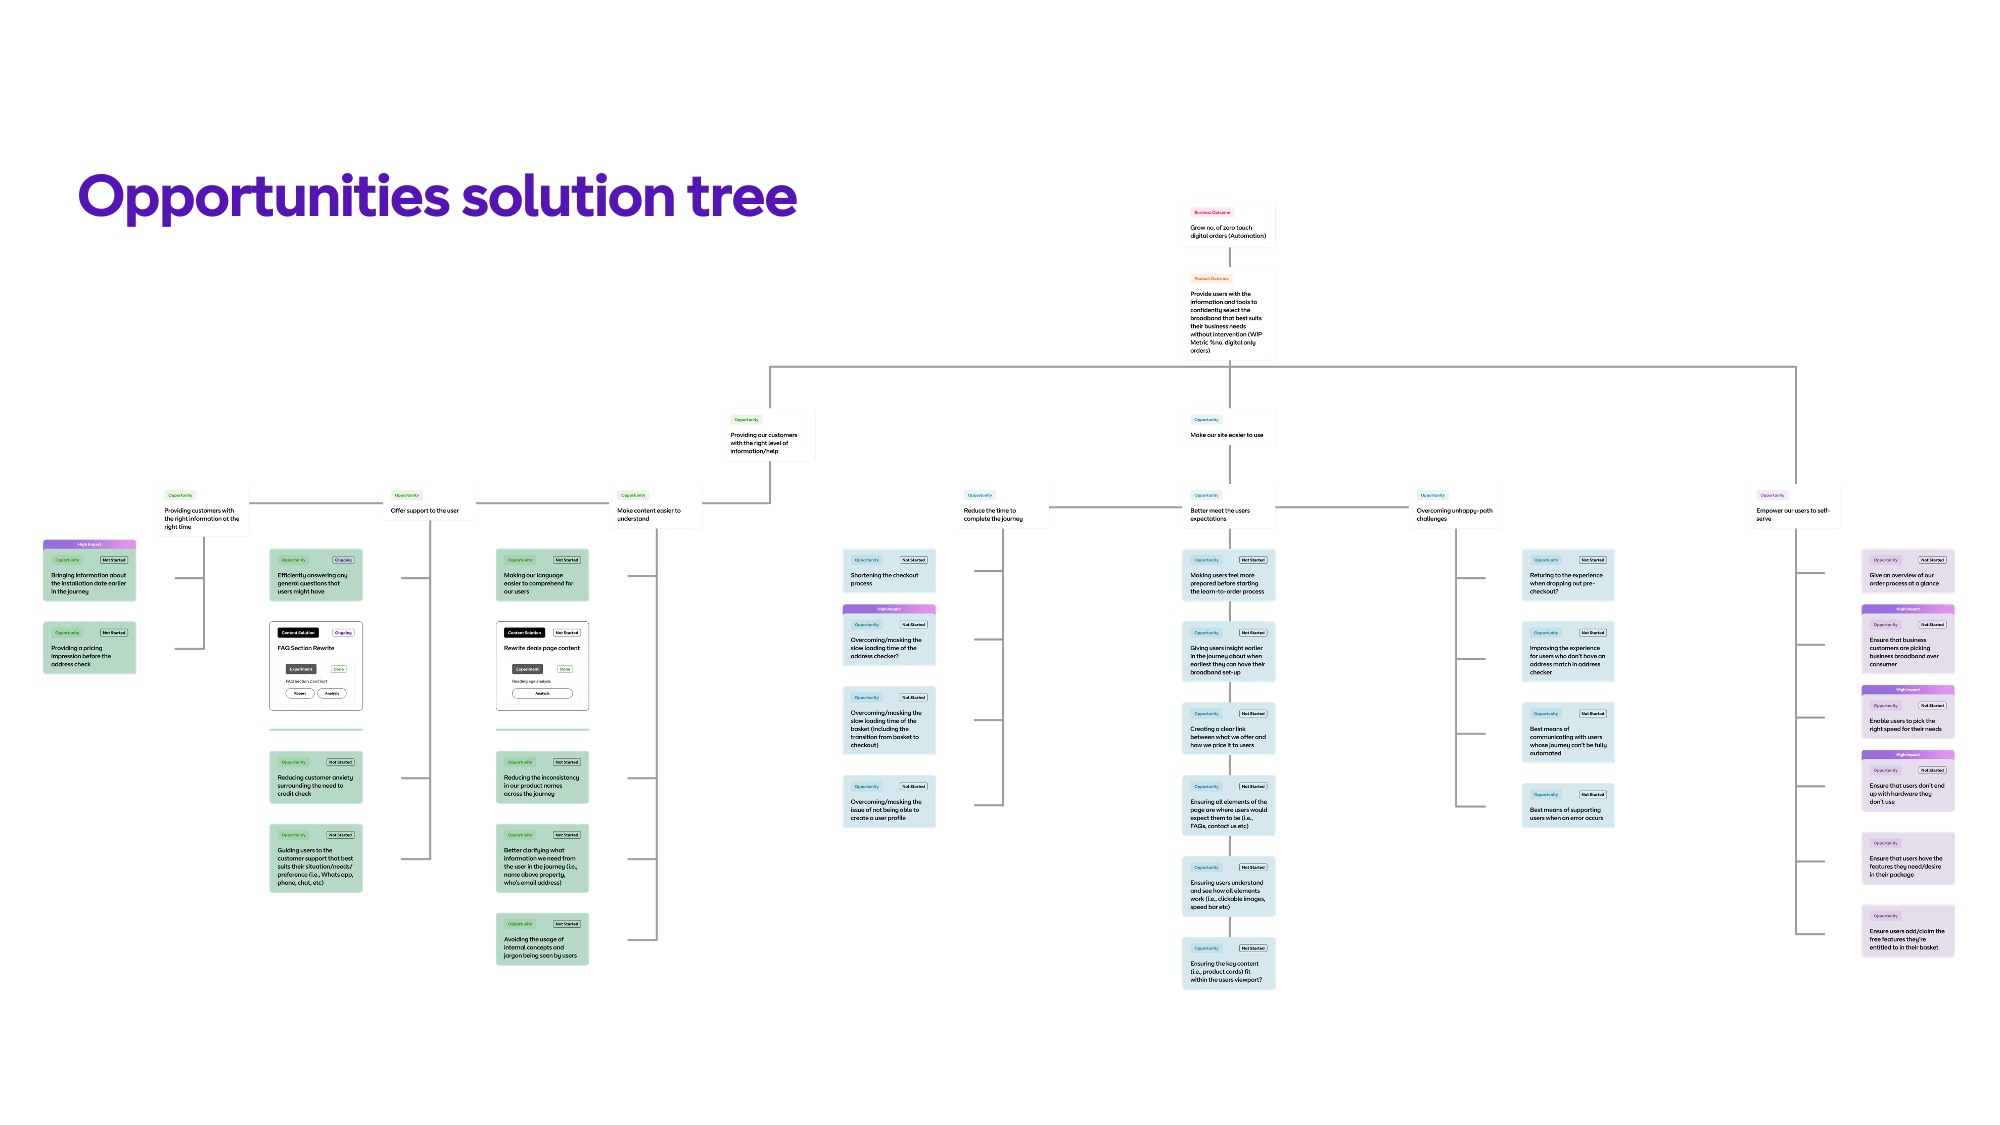 Opportunities solution tree
Business Outcome
Grow no. of zero touch
digital orders (Automation)
Product Outcome
Provide users with the
information and tools to
confidently select the
broadband that best suits
their business needs
without intervention (WIP
Metric %no. digital only
orders)
Opportunity
Providing our customers
with the right level of
information/help
Opportunity
Make our site easier to use
Opportunity
Providing customers with
the right information at the
right time
Opportunity
Offer support to the user
Opportunity
Make content easier to
understand
Opportunity
Reduce the time to
complete the journey
Opportunity
Better meet the users
expectations
Opportunity
Overcoming unhappy-path
challenges
Opportunity
Empower our users to self-
serve
High Impact
Opportunity Not Started
Bringing information about
the installation date earlier
in the journey
Opportunity Not Started
Providing a pricing
impression before the
address check
Opportunity Ongoing
Efficiently answering any
general questions that
users might have
Content Solution Ongoing
FAQ Section Rewrite
Experiment Done
FAQ Section Card Sort
Report Analysis
Opportunity Not Started
Reducing customer anxiety
surrounding the need to
credit check
Opportunity Not Started
Guiding users to the
customer support that best
suits their situation/needs/
preference (i.e., Whats app,
phone, chat, etc)
Opportunity Not Started
Making our language
easier to comprehend for
our users
Content Solution Not Started
Rewrite deals page content
Experiment Done
Reading age analysis
Analysis
Opportunity Not Started
Reducing the inconsistency
in our product names
across the journey
Opportunity Not Started
Better clarifying what
information we need from
the user in the journey (i.e.,
name above property,
who's email address)
Opportunity Not Started
Avoiding the usage of
internal concepts and
jargon being seen by users
Opportunity Not Started
Shortening the checkout
process
High Impact
Opportunity Not Started
Overcoming/masking the
slow loading time of the
address checker?
Opportunity Not Started
Overcoming/masking the
slow loading time of the
basket (including the
transition from basket to
checkout)
Opportunity Not Started
Overcoming/masking the
issue of not being able to
create a user profile
Opportunity Not Started
Making users feel more
prepared before starting
the learn-to-order process
Opportunity Not Started
Giving users insight earlier
in the journey about when
earliest they can have their
broadband set-up
Opportunity Not Started
Creating a clear link
between what we offer and
how we price it to users
Opportunity Not Started
Ensuring all elements of the
page are where users would
expect them to be (i.e.,
FAQs, contact us etc)
Opportunity Not Started
Ensuring users understand
and see how all elements
work (i.e., clickable images,
speed bar etc)
Opportunity Not Started
Ensuring the key content
(i.e., product cards) fit
within the users viewport?
Opportunity Not Started
Returing to the experience
when dropping out pre-
checkout?
Opportunity Not Started
Improving the experience
for users who don't have an
address match in address
checker
Opportunity Not Started
Best means of
communicating with users
whose journey can't be fully
automated
Opportunity Not Started
Best means of supporting
users when an error occurs
Opportunity Not Started
Give an overview of our
order process at a glance
High Impact
Opportunity Not Started
Ensure that business
customers are picking
business broadband over
consumer
High Impact
Opportunity Not Started
Enable users to pick the
right speed for their needs
High Impact
Opportunity Not Started
Ensure that users don't end
up with hardware they
don't use
Opportunity
Ensure that users have the
features they need/desire
in their package
Opportunity
Ensure users add/claim the
free features they're
entitled to in their basket